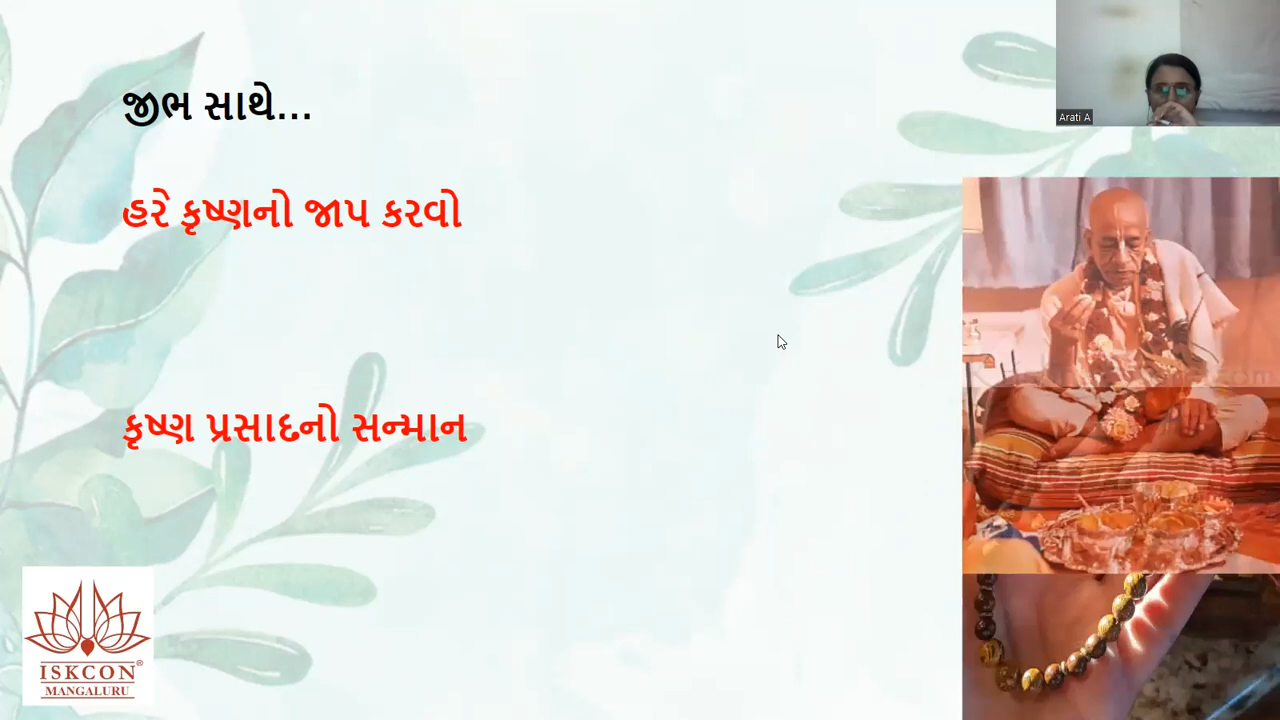 જીભ સાથે...
Arati A
હરે કૃષ્ણનો જાપ કરવો
કૃષ્ણ પ્રસાદનો સન્માન
ISKCON®
MANGALURU